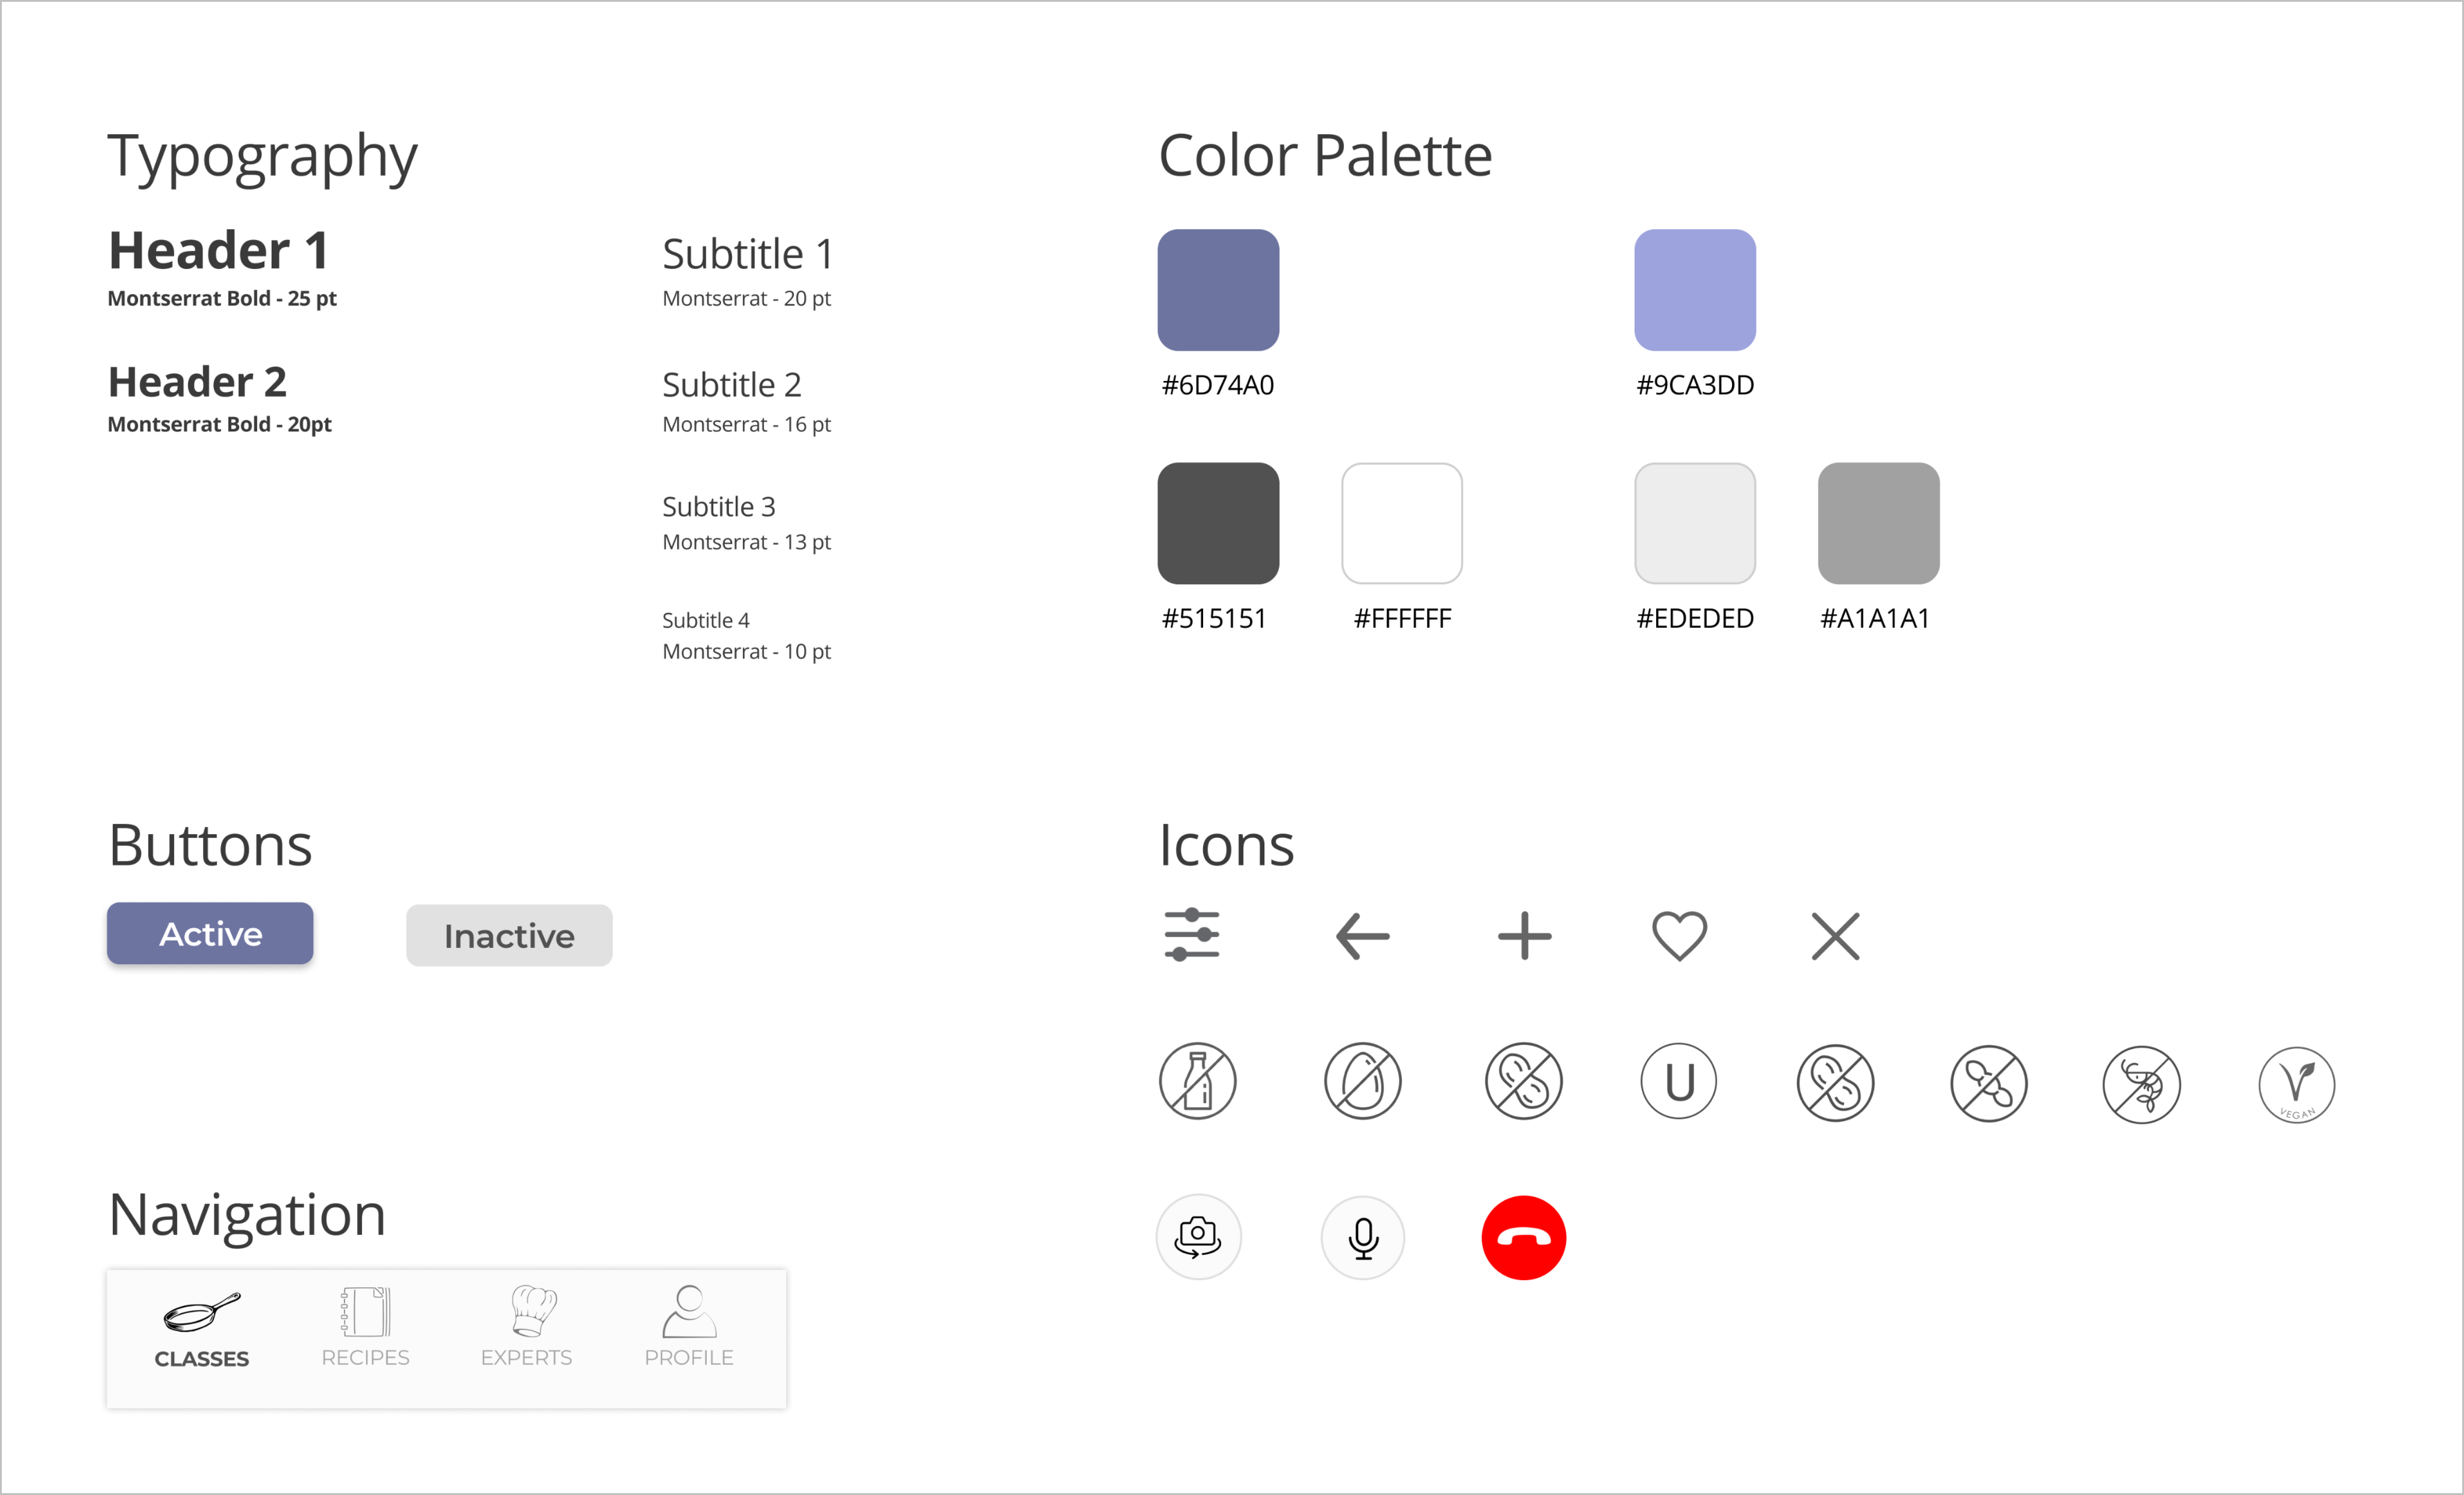 Typography
Header 1
Montserrat Bold - 25 pt
Header 2
Montserrat Bold - 20pt
Subtitle 1
Montserrat - 20 pt
Subtitle 2
Montserrat - 16 pt
Subtitle 3
Montserrat - 13 pt
Subtitle 4
Montserrat - 10 pt
Color Palette
#6D74A0
#9CA3DD
#515151
#FFFFFF
#EDEDED
#A1A1A1
Buttons
Active
Inactive
Icons
U
V
VEGAN
Navigation
CLASSES
RECIPES
EXPERTS
PROFILE